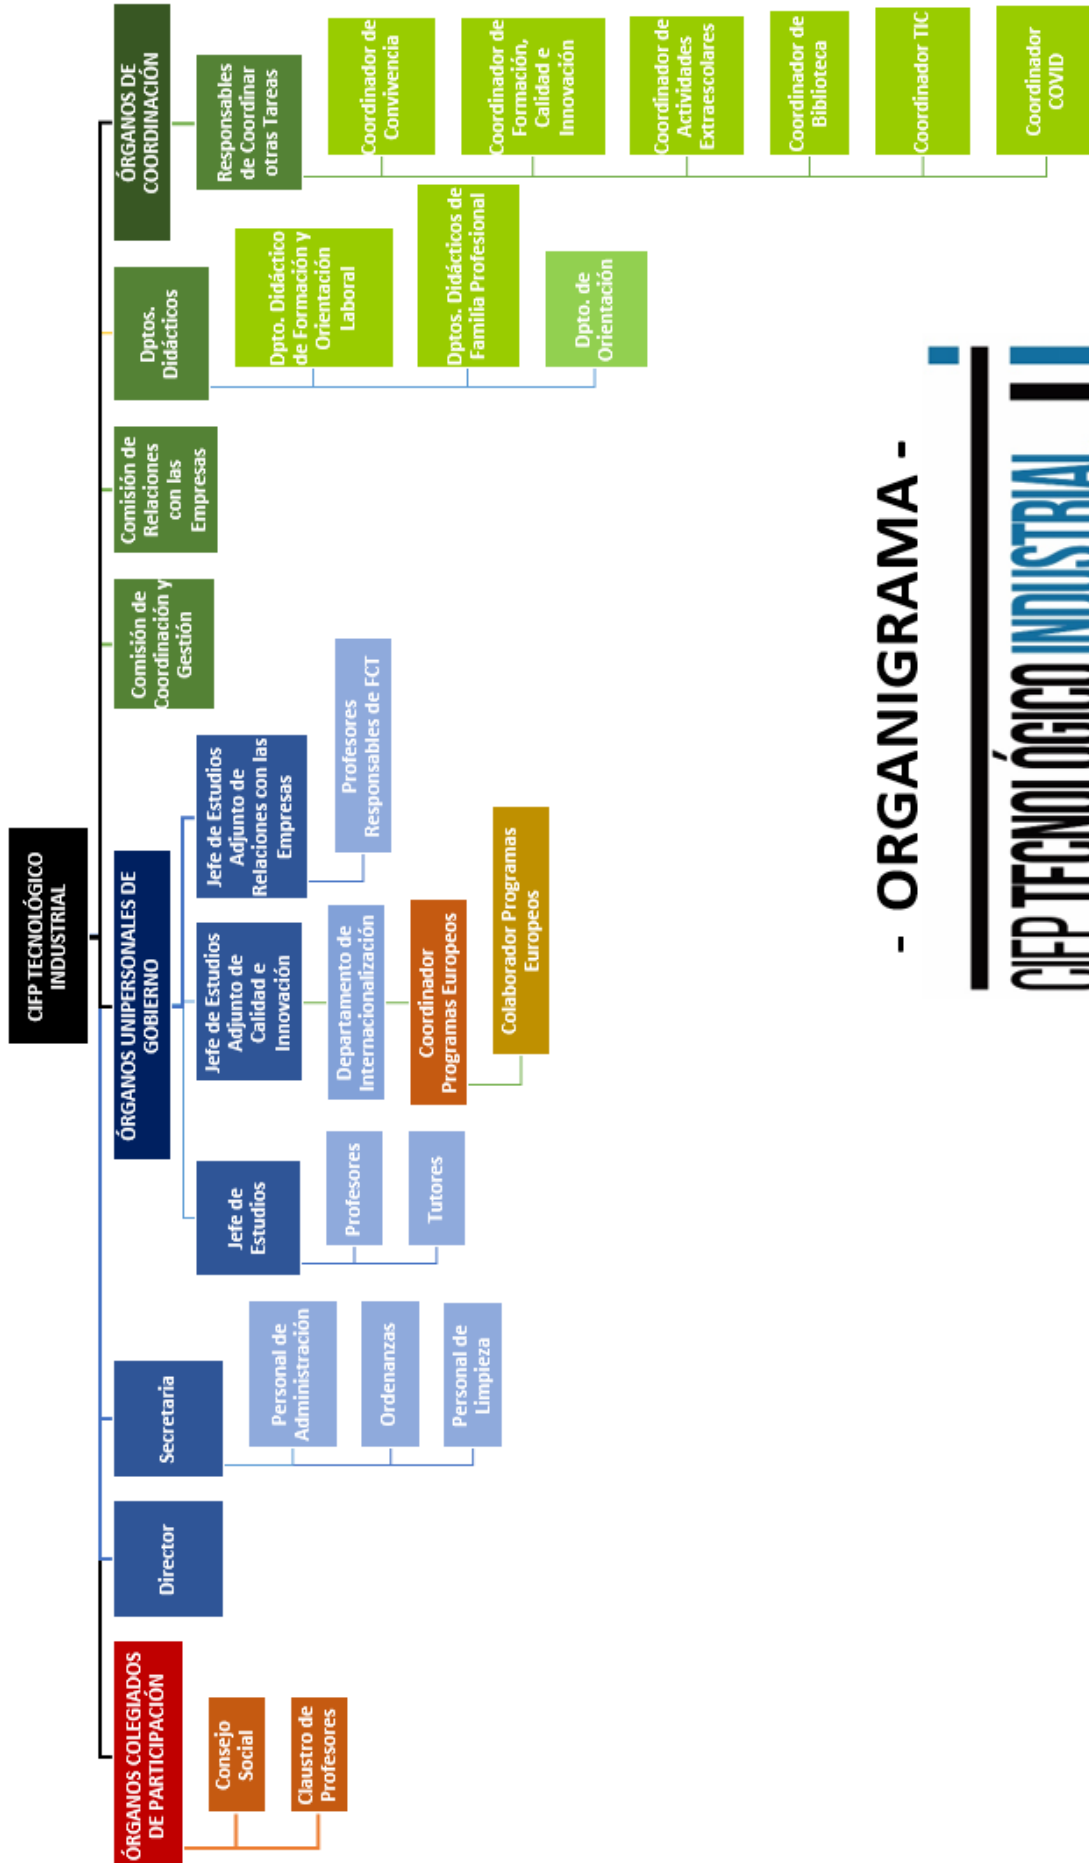 CIFP TECNOLÓGICO
INDUSTRIAL
ÓRGANOS COLEGIADOS
DE PARTICIPACIÓN
Consejo
Social
Claustro de
Profesores
Director
Secretaria
Personal de
Administración
Ordenanzas
Personal de
Limpieza
ÓRGANOS UNIPERSONALES DE
GOBIERNO
Jefe de
Estudios
Profesores
Tutores
Jefe de Estudios
Adjunto de
Calidad e
Innovación
Departamento de
Internacionalización
Coordinador
Programas Europeos
Colaborador Programas
Europeos
Jefe de Estudios
Adjunto de
Relaciones con las
Empresas
Profesores
Responsables de FCT
Comisión de
Coordinación y
Gestión
Comisión de
Relaciones
con las
Empresas
Dptos.
Didácticos
Dpto. Didáctico
de Formación y
Orientación
Laboral
Dptos. Didácticos de
Familia Profesional
Dpto. de
Orientación
ÓRGANOS DE
COORDINACIÓN
Responsables
de Coordinar
otras Tareas
Coordinador de
Convivencia
Coordinador de
Formación,
Calidad e
Innovación
Coordinador de
Actividades
Extraescolares
Coordinador de
Biblioteca
Coordinador TIC
Coordinador
COVID
- ORGANIGRAMA -
CIFP TECNOLÓGICO INDUSTRIAL